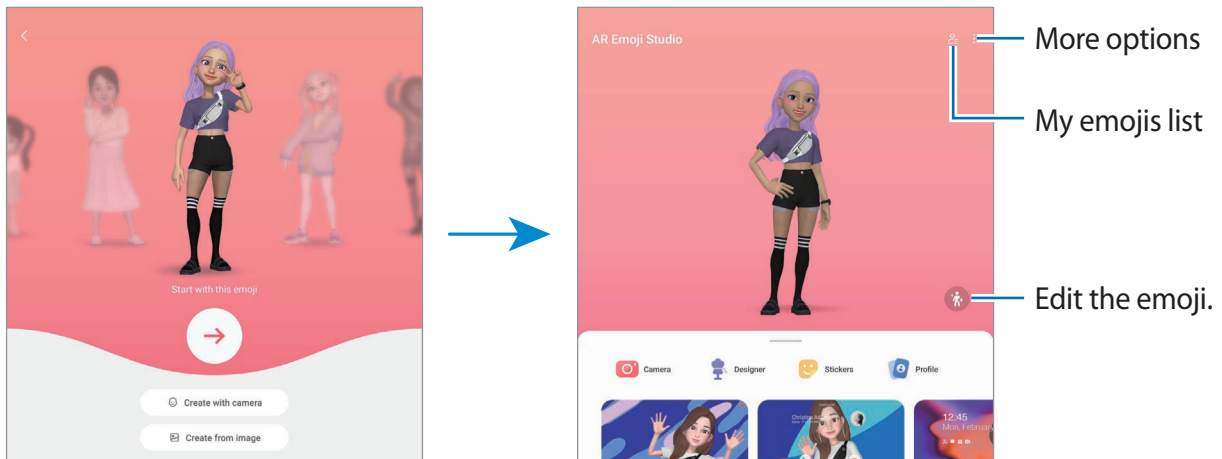 Start with this emoji
Create with camera
Create from image
AR Emoji Studio
More options
My emojis list
Edit the emoji.
Camera
Designer
Stickers
Profile
12:45